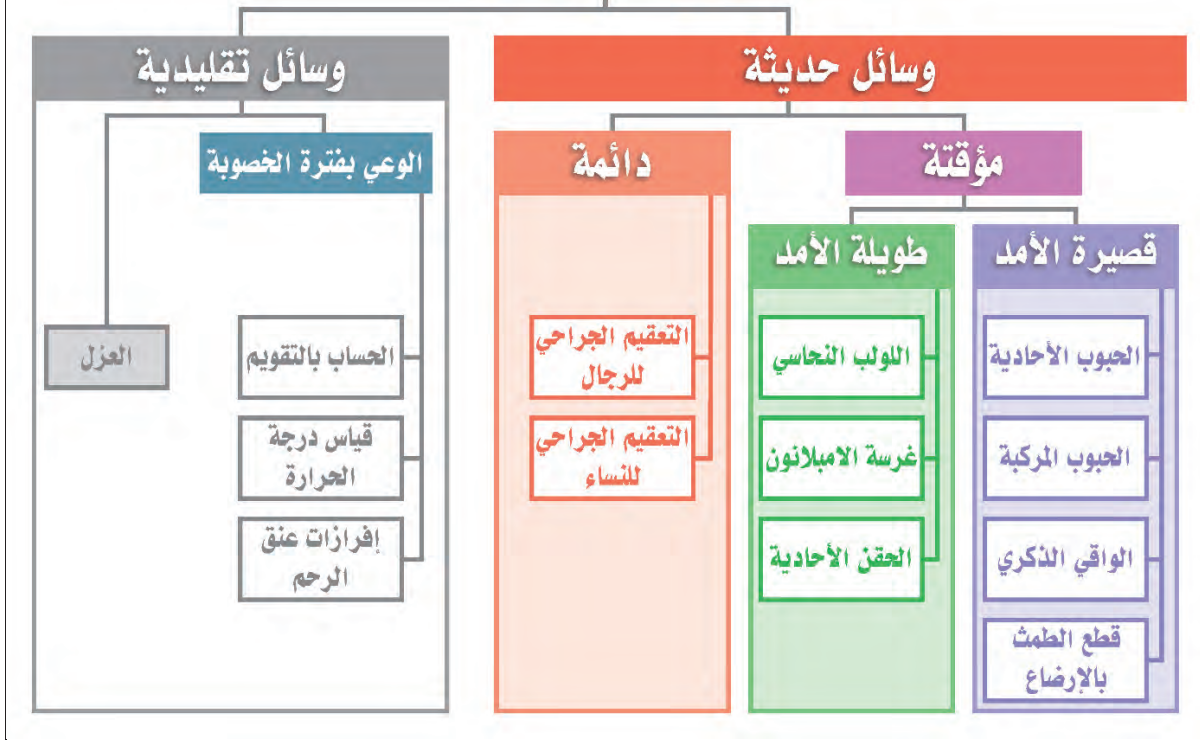 وسائل حديثة
مؤقتة
قصيرة الأمد
الحبوب الأحادية
الحبوب المركبة
الواقي الذكري
قطع الطمث
بالإرضاع
طويلة الأمد
اللولب النحاسي
غرسة الامبلانون
الحقن الأحادية
دائمة
التعقيم الجراحي
للرجال
التعقيم الجراحي
للنساء
وسائل تقليدية
الوعي بفترة الخصوبة
الحساب بالتقويم
قياس درجة
الحرارة
إفرازات عنق
الرحم
العزل